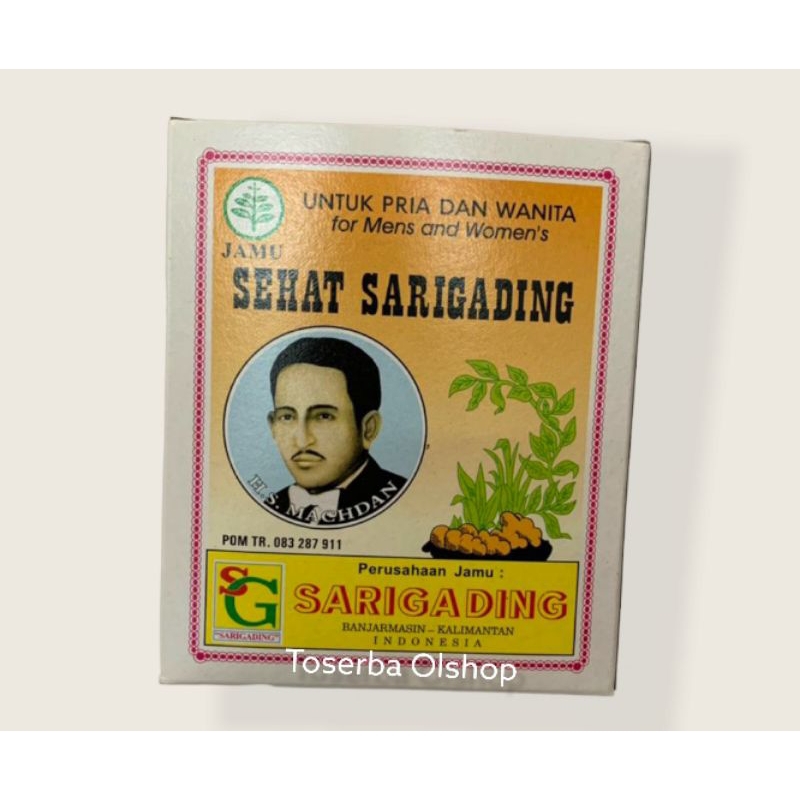 UNTUK PRIA DAN WANITA
for Mens and Women's
JAMU
SEHAT SARIGADING
H.S. MACHDAN
POM TR. 083 287 911
Perusahaan Jamu :
SG
"SARIGADING"
SARIGADING
BANJARMASIN - KALIMANTAN
INDONESIA
Toserba Olshop